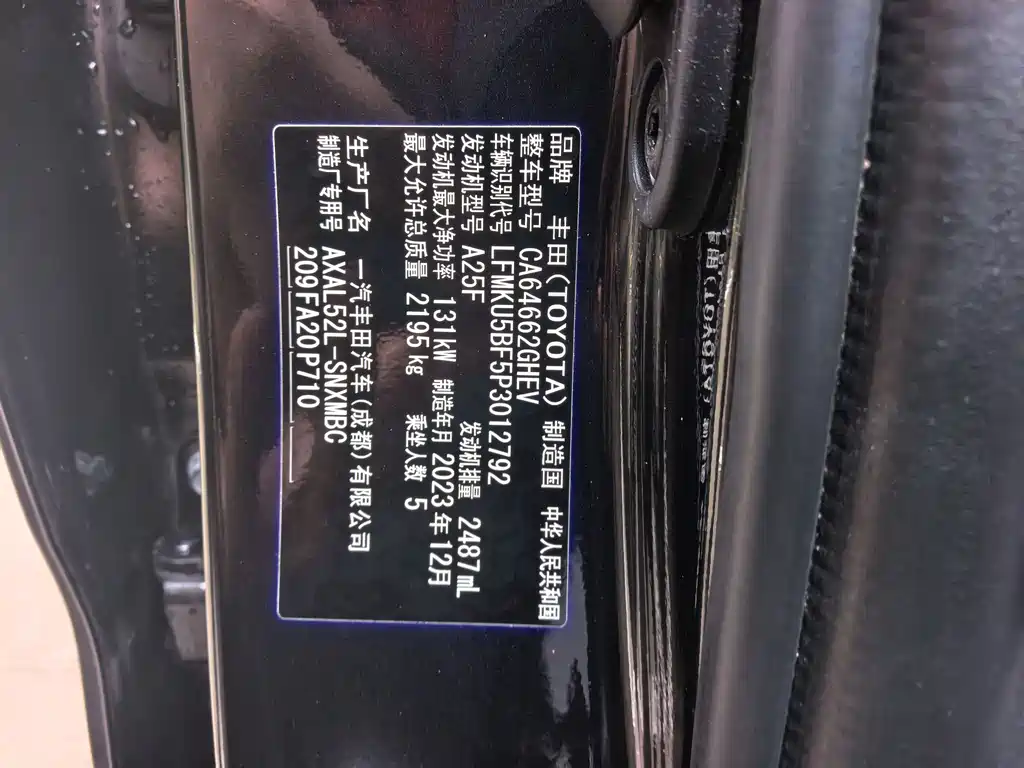 品牌 丰田(TOYOTA) 制造国 中华人民共和国
整车型号 CA64662GHEV
车辆识别代号 LFMKU5BF5P3012792
发动机型号 A25F 发动机排量 2487mL
发动机最大净功率 131kW 制造年月 2023年12月
最大允许总质量 2195kg 乘坐人数 5
生产厂名 一汽丰田汽车(成都)有限公司
制造厂专用号 AXAL52L-SNXMBC
209FA20P710